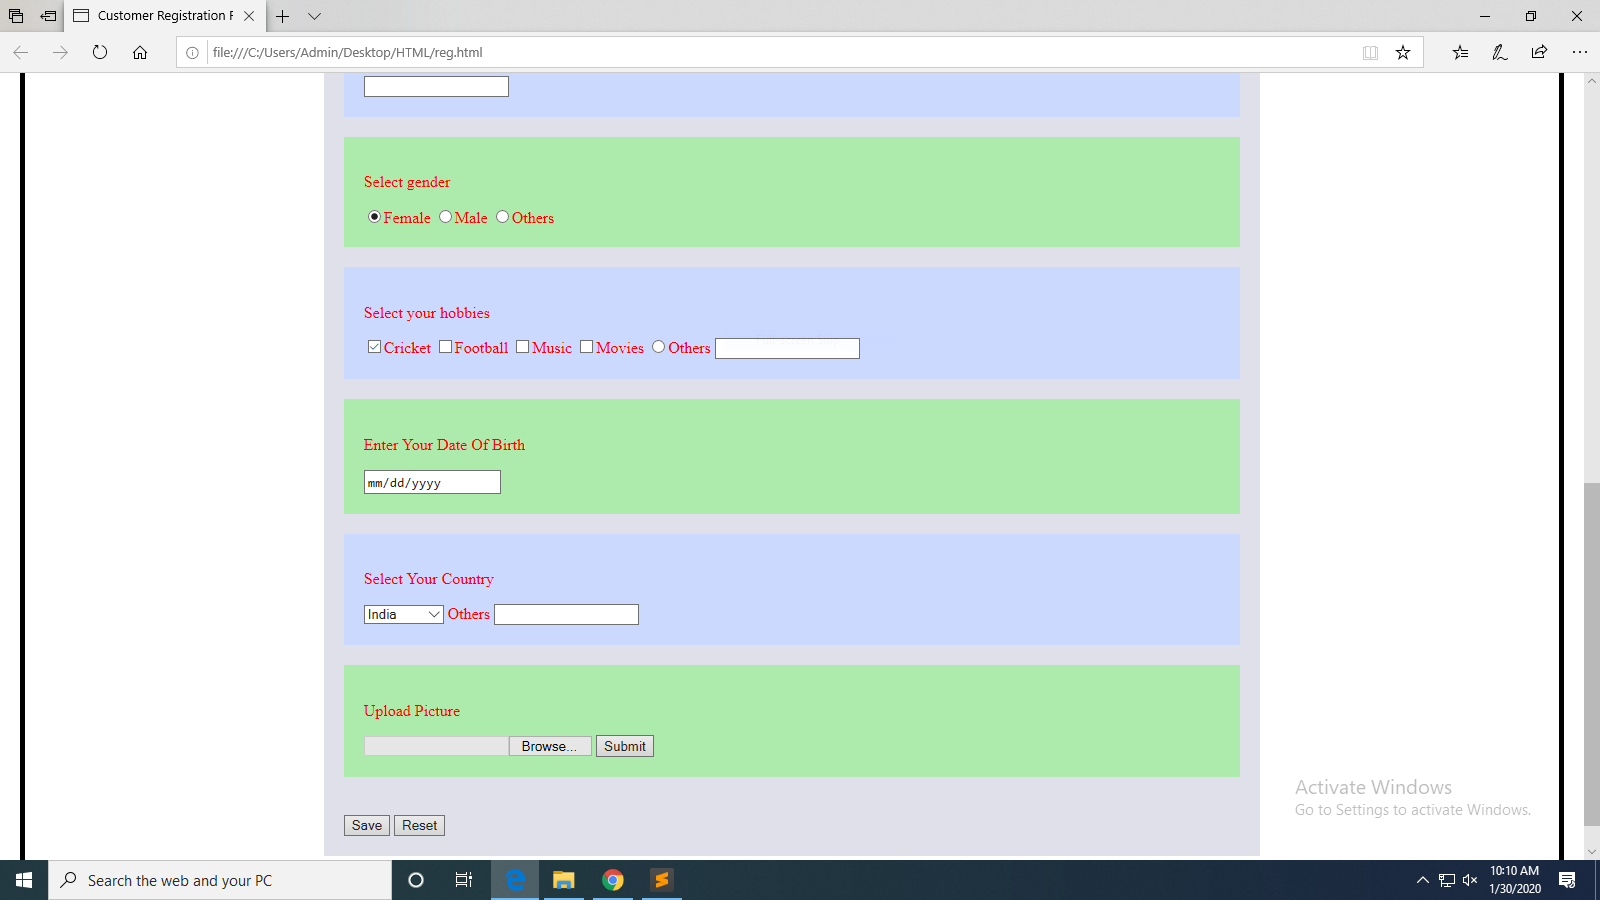 Customer Registration F
file:///C:/Users/Admin/Desktop/HTML/reg.html
Select gender
Female Male Others
Select your hobbies
Cricket Football Music Movies Others
Enter Your Date Of Birth
mm/dd/yyyy
Select Your Country
India Others
Upload Picture
Browse... Submit
Activate Windows
Go to Settings to activate Windows.
Save Reset
Search the web and your PC
10:10 AM
1/30/2020